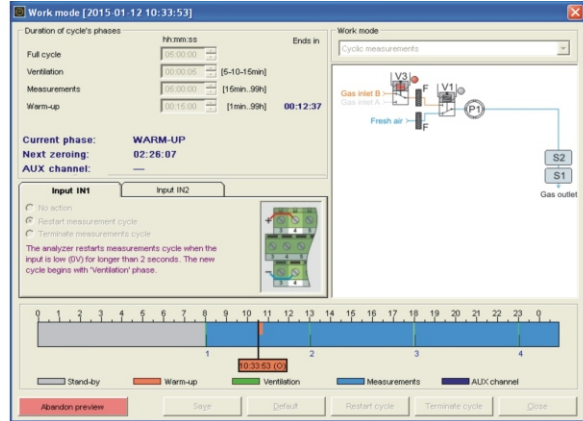 Work mode [2015-01-12 10:33:53]
Duration of cycle's phases
hh:mm:ss
Ends in
Full cycle 05:00:00
Ventilation 00:00:05 [5-10-15min]
Measurements 05:00:00 [15min..99h]
Warm-up 00:15:00 [1min..99h] 00:12:37
Current phase: WARM-UP
Next zeroing: 02:26:07
AUX channel: —
Work mode
Cyclic measurements
V3
V1
Gas inlet B
Gas inlet A
F
P1
Fresh air
F
S2
S1
Gas outlet
Input IN1
Input IN2
No action
Restart measurement cycle
Terminate measurements cycle
The analyzer restarts measurements cycle when the
input is low (0V) for longer than 2 seconds. The new
cycle begins with 'Ventilation' phase.
+
4
–
3 4
0 1 2 3 4 5 6 7 8 9 10 11 12 13 14 15 16 17 18 19 20 21 22 23 0
1 2 3 4
10:33:53 (O)
Stand-by Warm-up Ventilation Measurements AUX channel
Abandon preview Save Default Restart cycle Terminate cycle Close